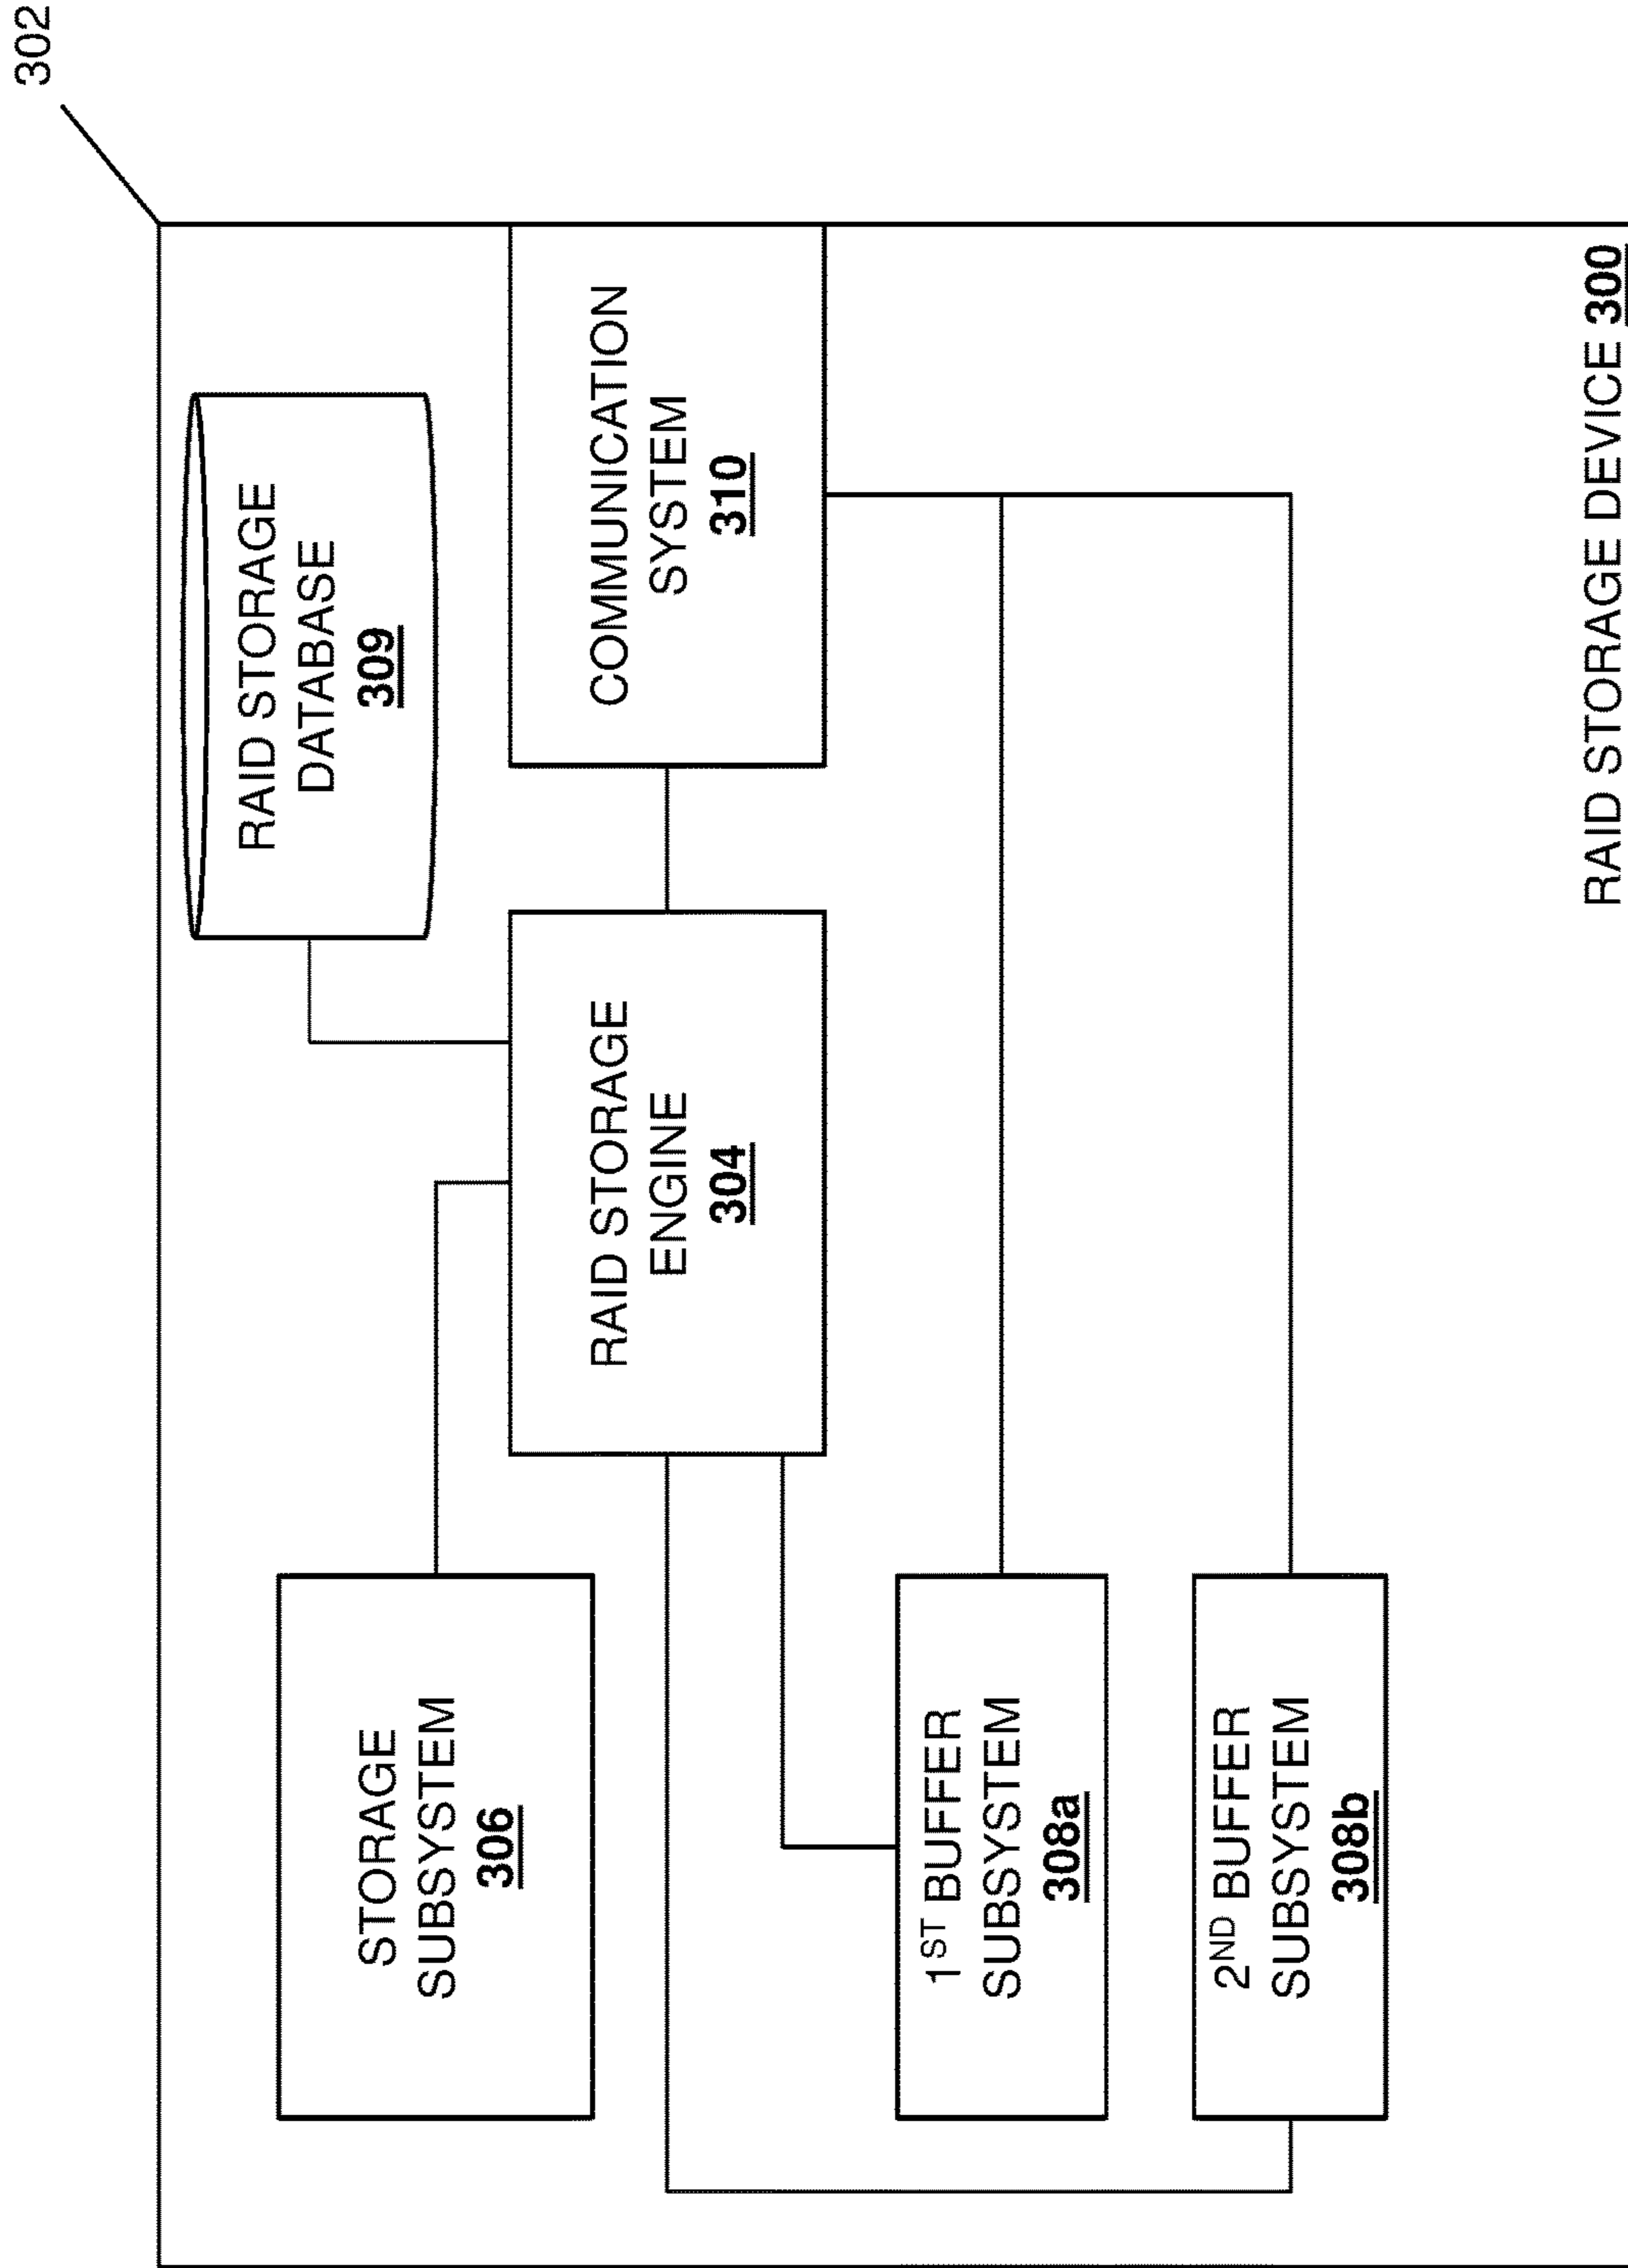 302
RAID STORAGE
DATABASE
309
STORAGE
SUBSYSTEM
306
RAID STORAGE
ENGINE
304
COMMUNICATION
SYSTEM
310
1ST BUFFER
SUBSYSTEM
308a
2ND BUFFER
SUBSYSTEM
308b
RAID STORAGE DEVICE 300